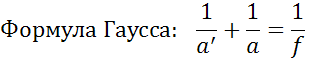 Формула Гаусса: 1/a′ + 1/a = 1/f